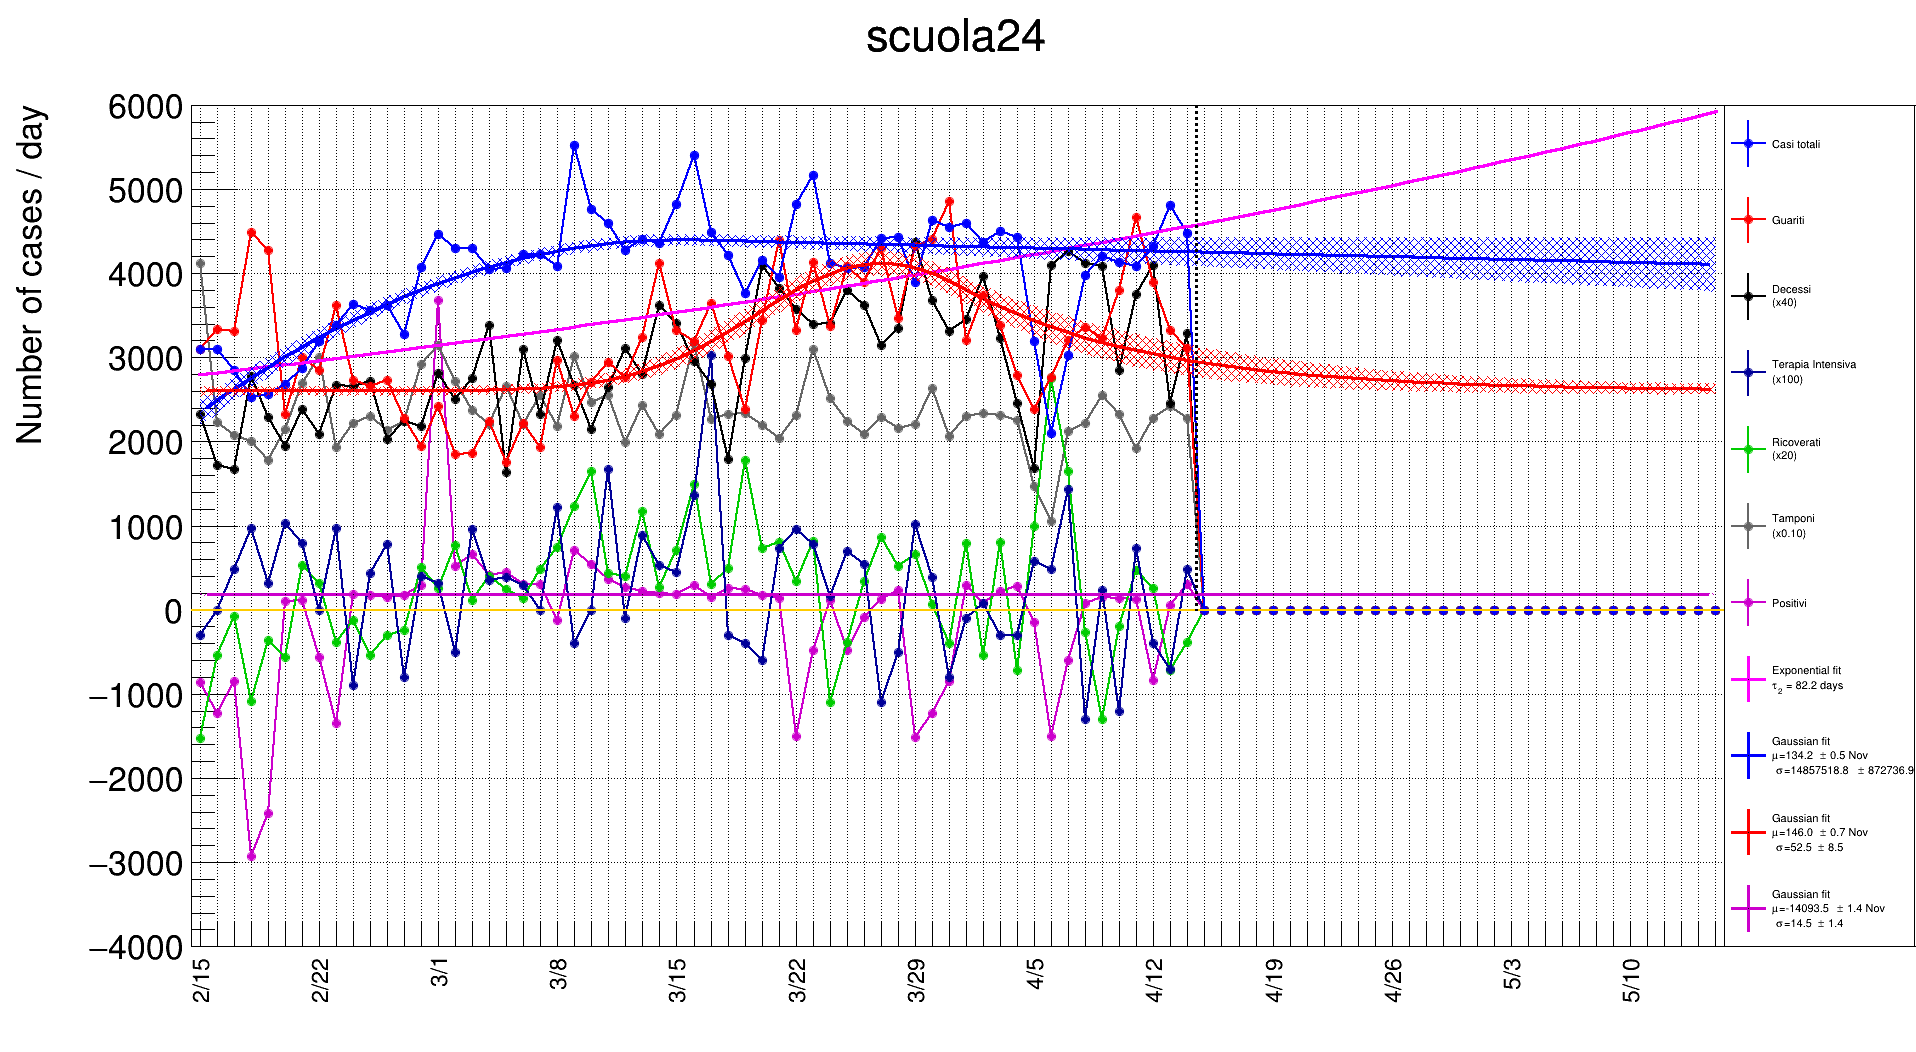 scuola24
Number of cases / day
6000
5000
4000
3000
2000
1000
0
−1000
−2000
−3000
−4000
2/15
2/22
3/1
3/8
3/15
3/22
3/29
4/5
4/12
4/19
4/26
5/3
5/10
Casi totali
Guariti
Decessi
(x40)
Terapia Intensiva
(x100)
Ricoverati
(x20)
Tamponi
(x0.10)
Positivi
Exponential fit
τ2 = 82.2 days
Gaussian fit
μ=134.2 ± 0.5 Nov
σ=14857518.8 ± 872736.9
Gaussian fit
μ=146.0 ± 0.7 Nov
σ=52.5 ± 8.5
Gaussian fit
μ=-14093.5 ± 1.4 Nov
σ=14.5 ± 1.4